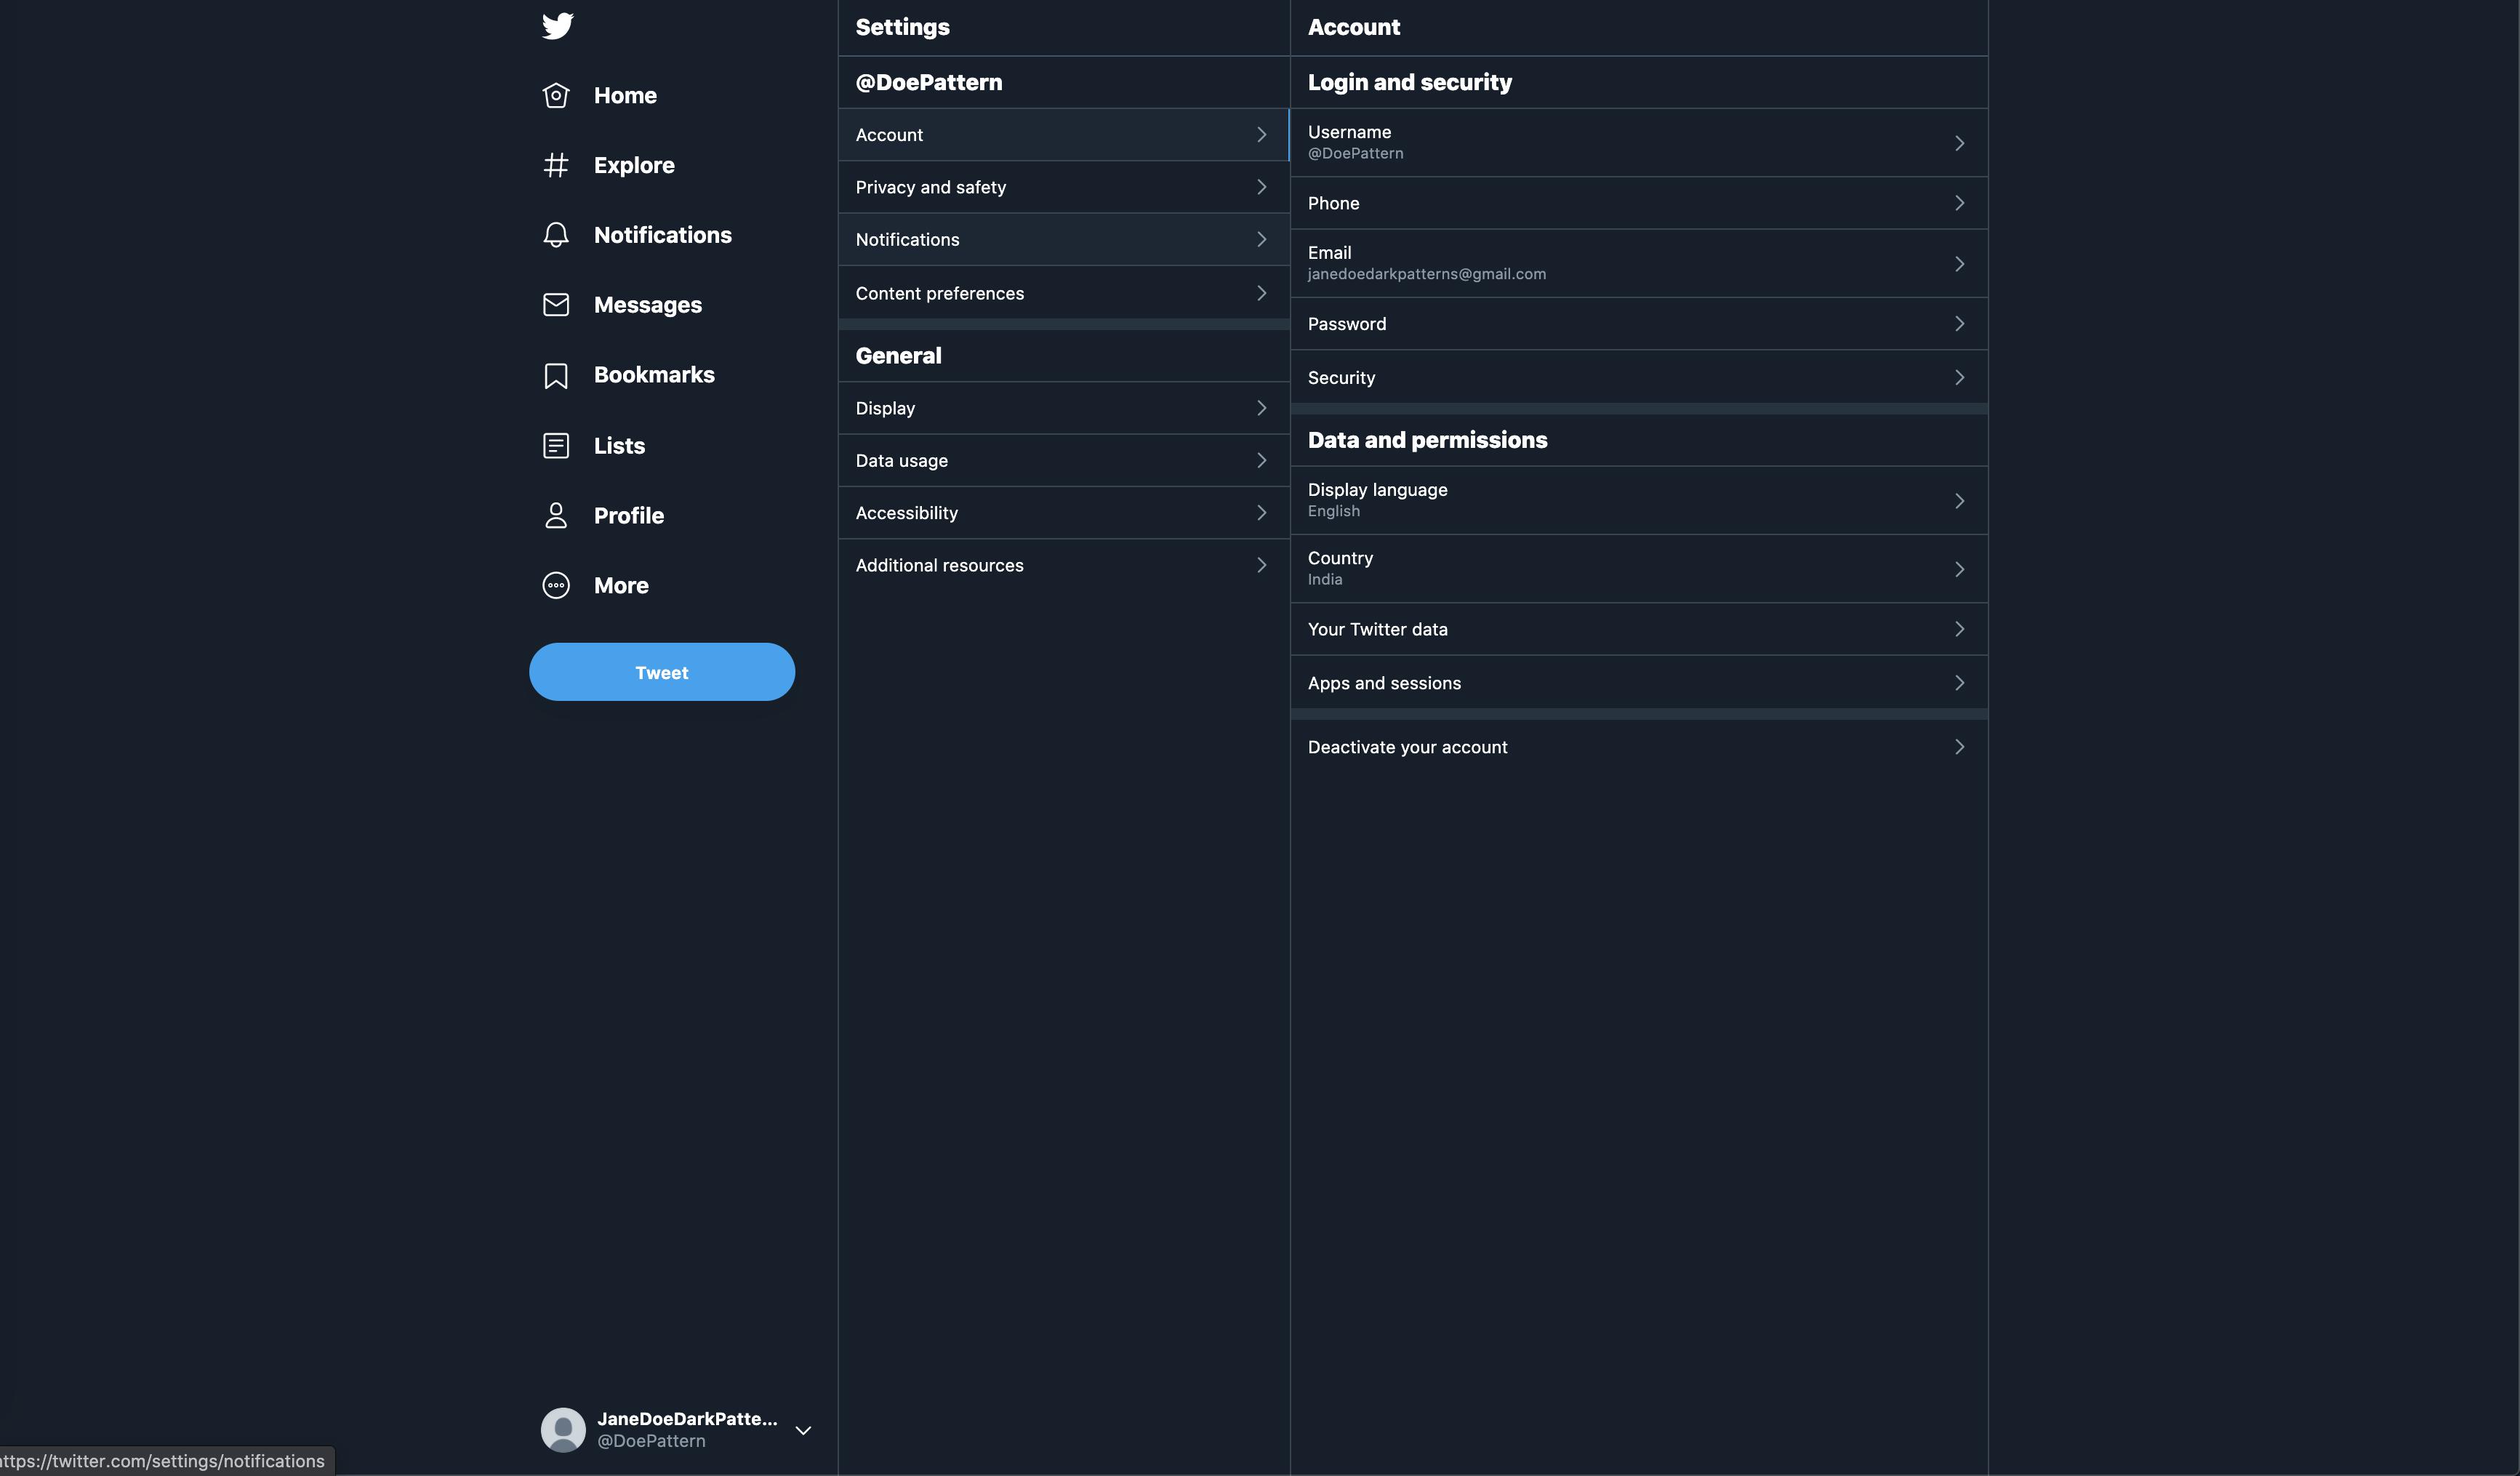 Home
Explore
Notifications
Messages
Bookmarks
Lists
Profile
More
Tweet
JaneDoeDarkPatte...
@DoePattern
Settings
@DoePattern
Account
Privacy and safety
Notifications
Content preferences
General
Display
Data usage
Accessibility
Additional resources
Account
Login and security
Username
@DoePattern
Phone
Email
janedoedarkpatterns@gmail.com
Password
Security
Data and permissions
Display language
English
Country
India
Your Twitter data
Apps and sessions
Deactivate your account
ttps://twitter.com/settings/notifications